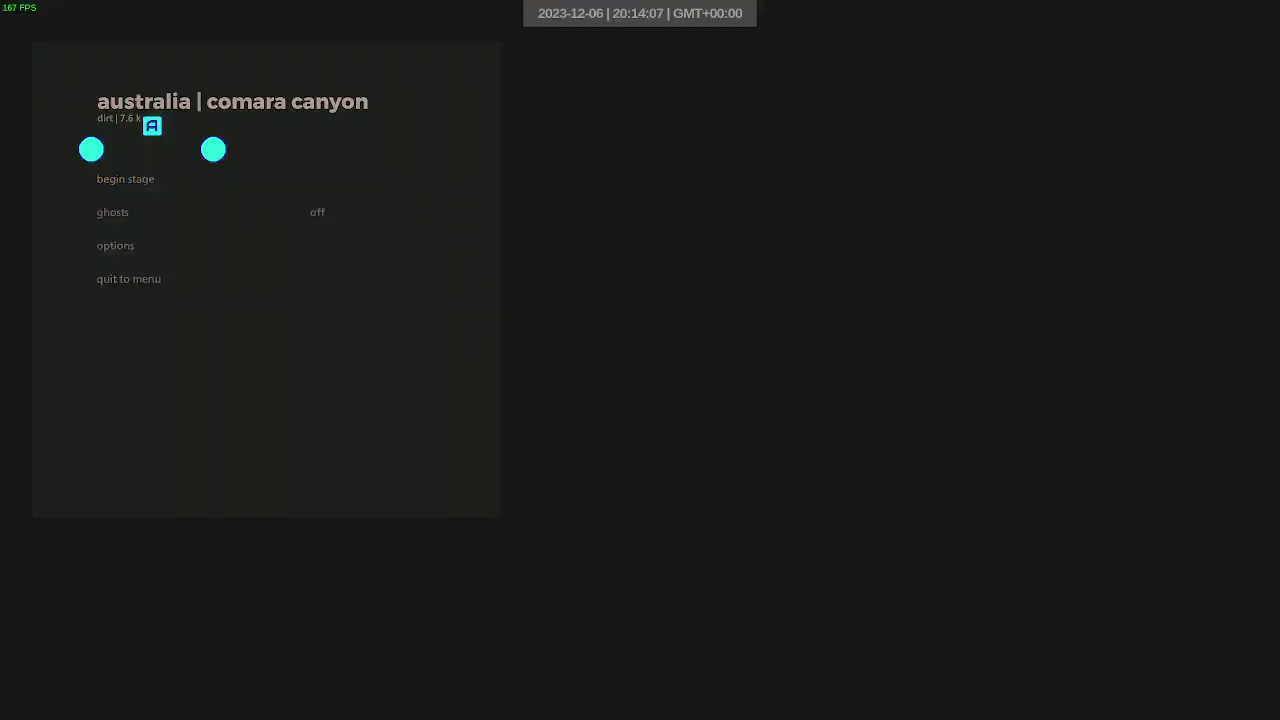 167 FPS
2023-12-06 | 20:14:07 | GMT+00:00
australia | comara canyon
dirt | 7.6 k
A
begin stage
ghosts off
options
quit to menu